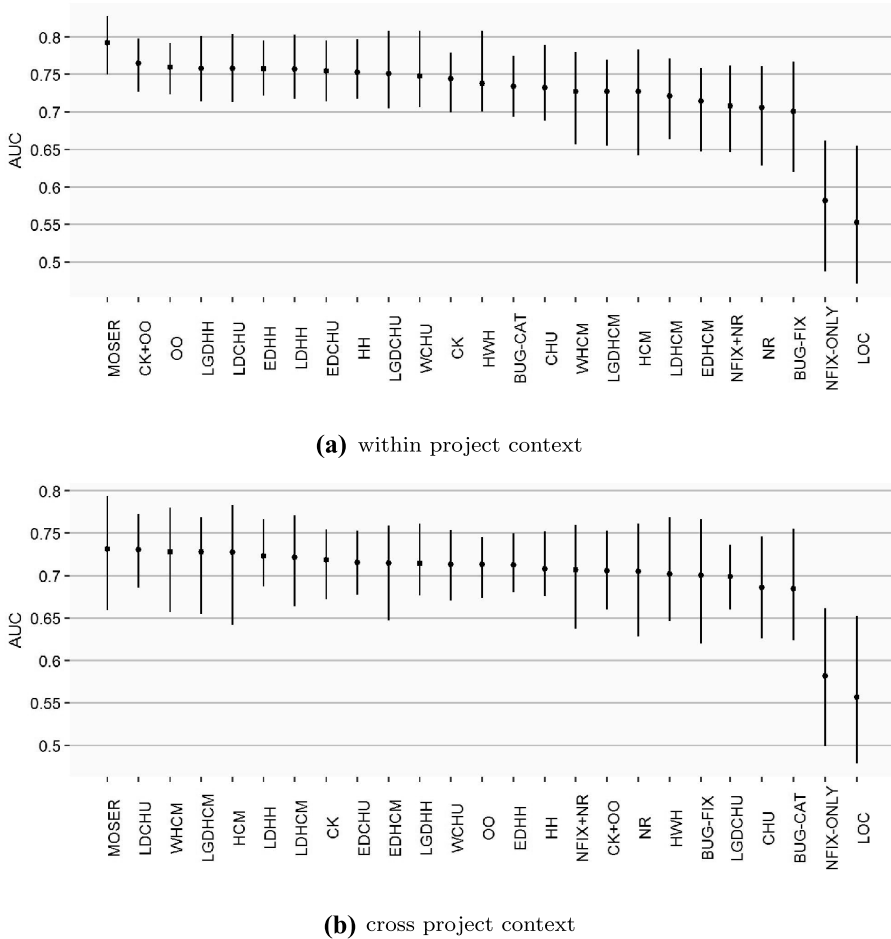 0.8
0.75
0.7
0.65
0.6
0.55
0.5
AUC
MOSER
CK+OO
OO
LGDHH
LDCHU
EDHH
LDHH
EDCHU
HH
LGDCHU
WCHU
CK
HWH
BUG-CAT
CHU
WHCM
LGDHCM
HCM
LDHCM
EDHCM
NFIX+NR
NR
BUG-FIX
NFIX-ONLY
LOC
(a) within project context
0.8
0.75
0.7
0.65
0.6
0.55
0.5
AUC
MOSER
LDCHU
WHCM
LGDHCM
HCM
LDHH
LDHCM
CK
EDCHU
EDHCM
LGDHH
WCHU
OO
EDHH
HH
NFIX+NR
CK+OO
NR
HWH
BUG-FIX
LGDCHU
CHU
BUG-CAT
NFIX-ONLY
LOC
(b) cross project context